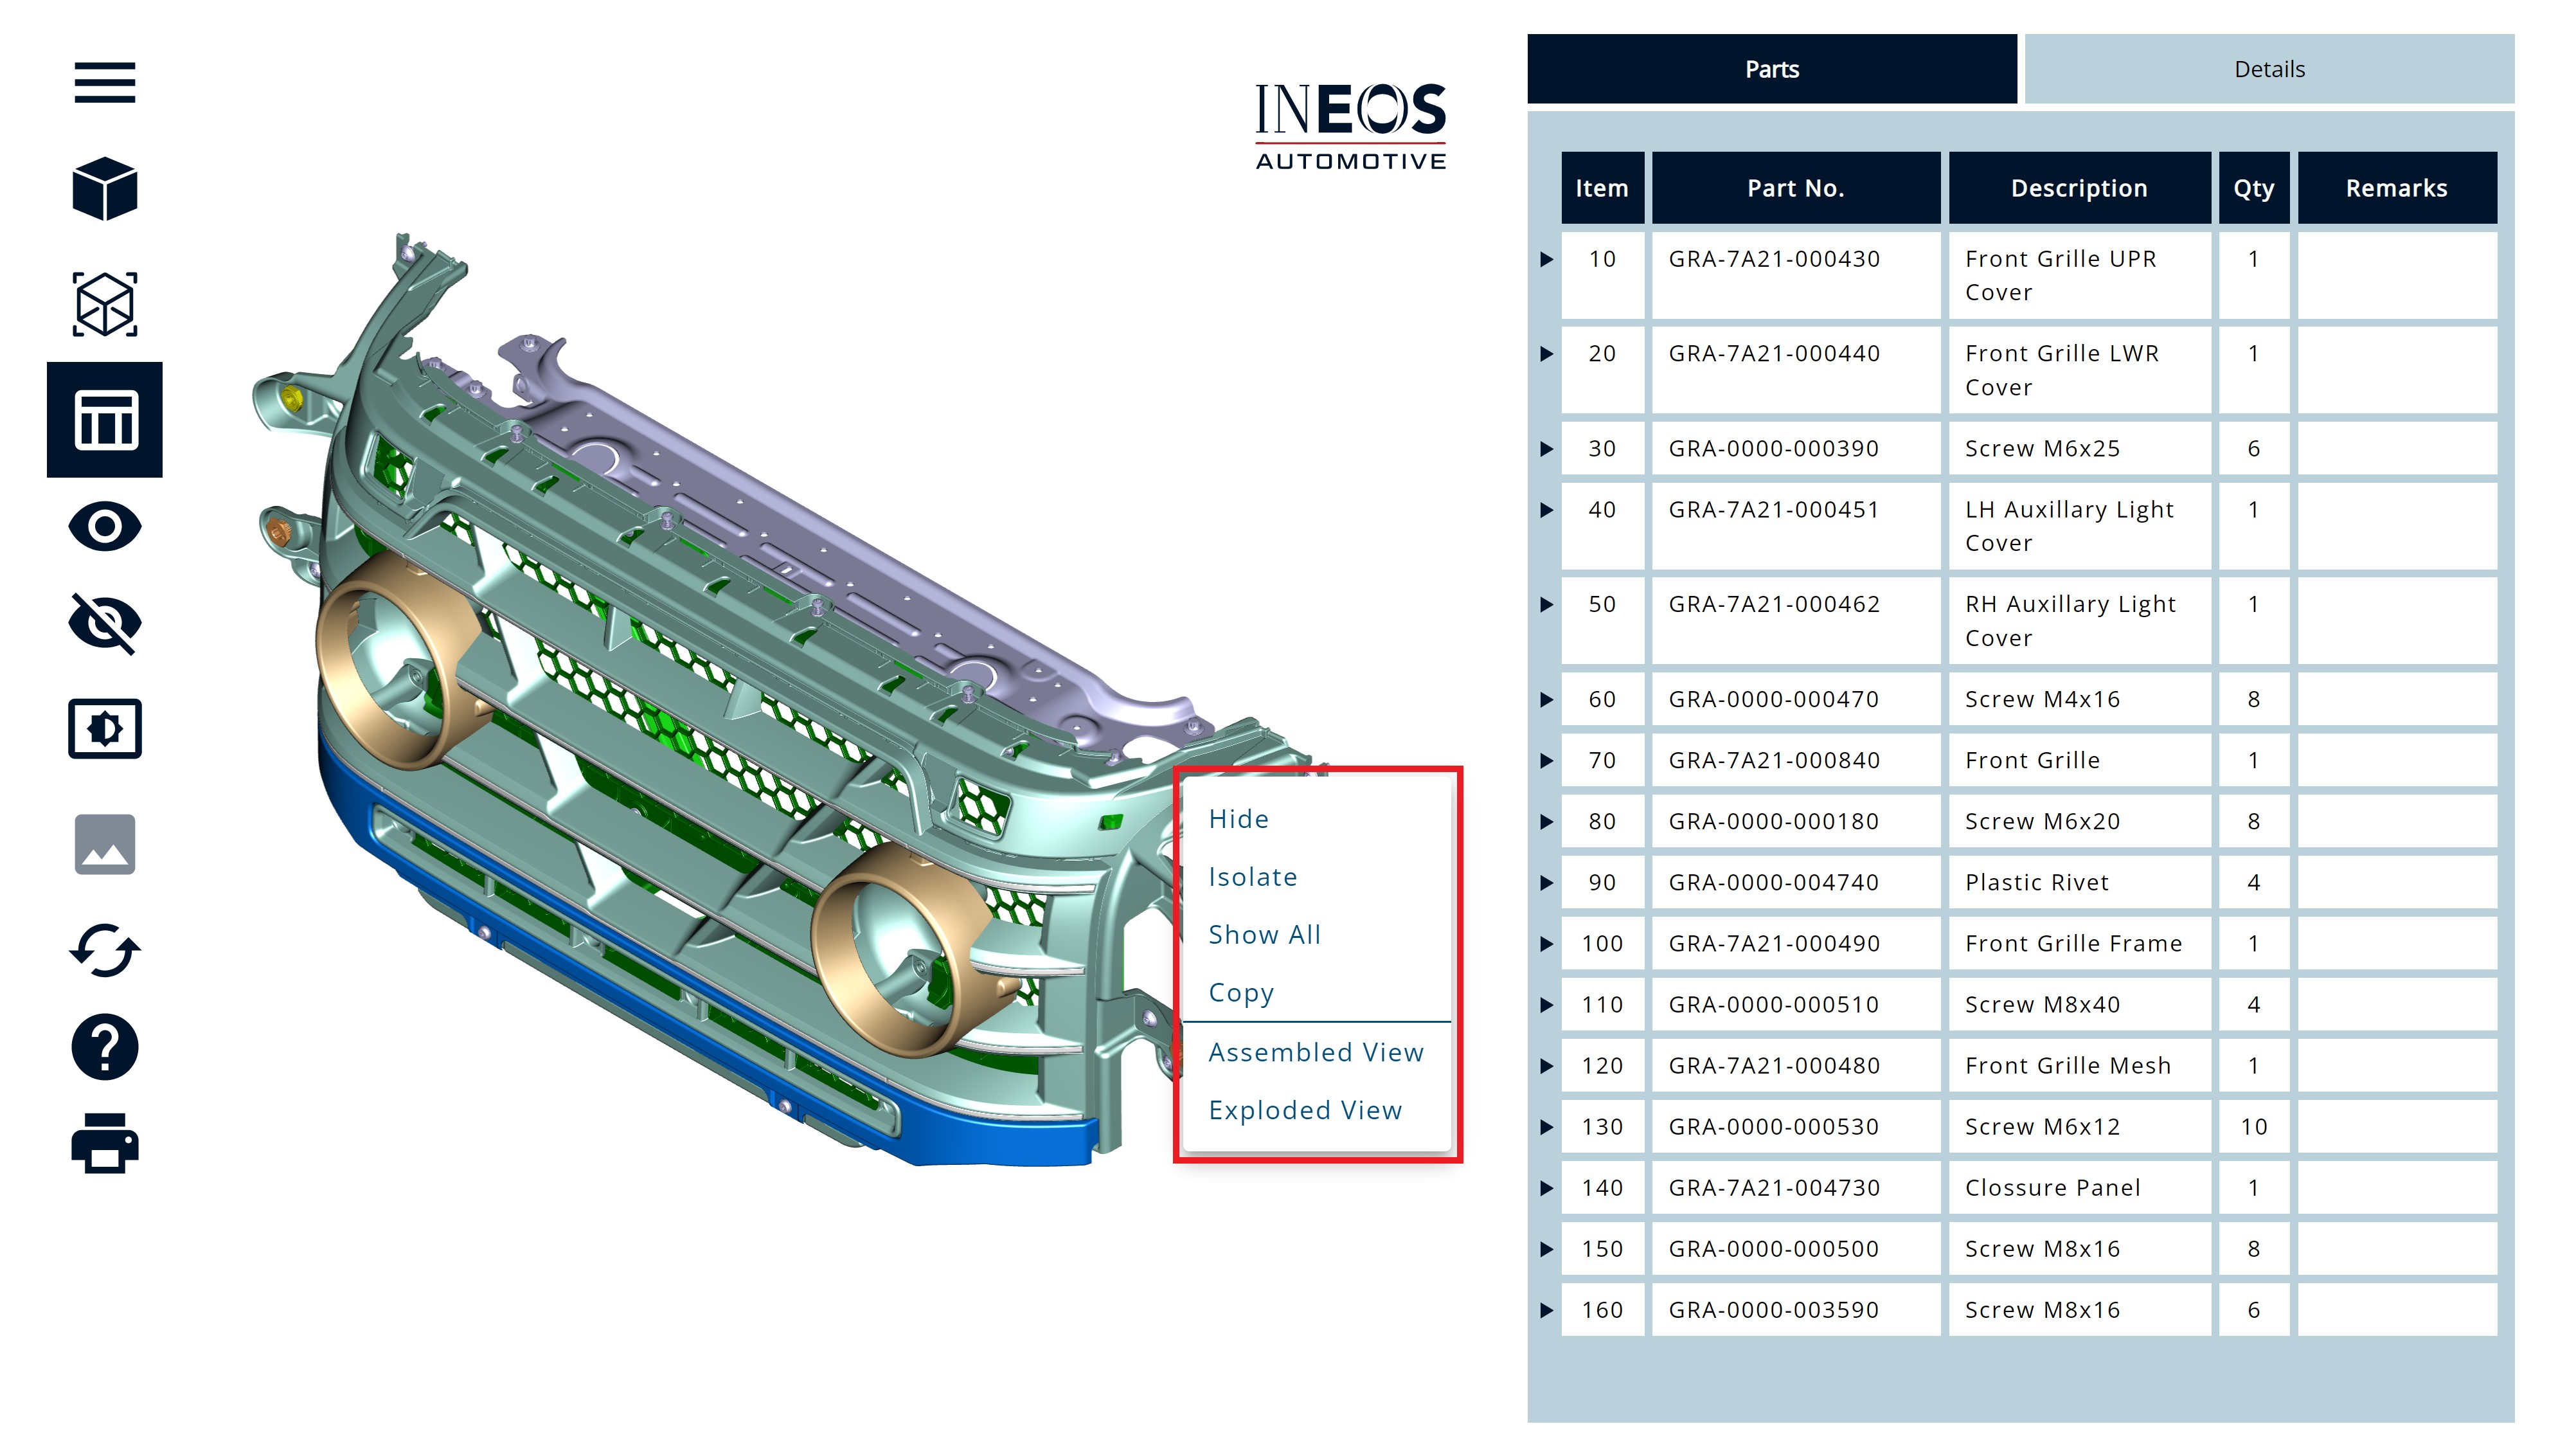 INEOS
AUTOMOTIVE
Hide
Isolate
Show All
Copy
Assembled View
Exploded View
Parts
Details
Item Part No. Description Qty Remarks
10 GRA-7A21-000430 Front Grille UPR 1
Cover
20 GRA-7A21-000440 Front Grille LWR 1
Cover
30 GRA-0000-000390 Screw M6x25 6
40 GRA-7A21-000451 LH Auxillary Light 1
Cover
50 GRA-7A21-000462 RH Auxillary Light 1
Cover
60 GRA-0000-000470 Screw M4x16 8
70 GRA-7A21-000840 Front Grille 1
80 GRA-0000-000180 Screw M6x20 8
90 GRA-0000-004740 Plastic Rivet 4
100 GRA-7A21-000490 Front Grille Frame 1
110 GRA-0000-000510 Screw M8x40 4
120 GRA-7A21-000480 Front Grille Mesh 1
130 GRA-0000-000530 Screw M6x12 10
140 GRA-7A21-004730 Clossure Panel 1
150 GRA-0000-000500 Screw M8x16 8
160 GRA-0000-003590 Screw M8x16 6